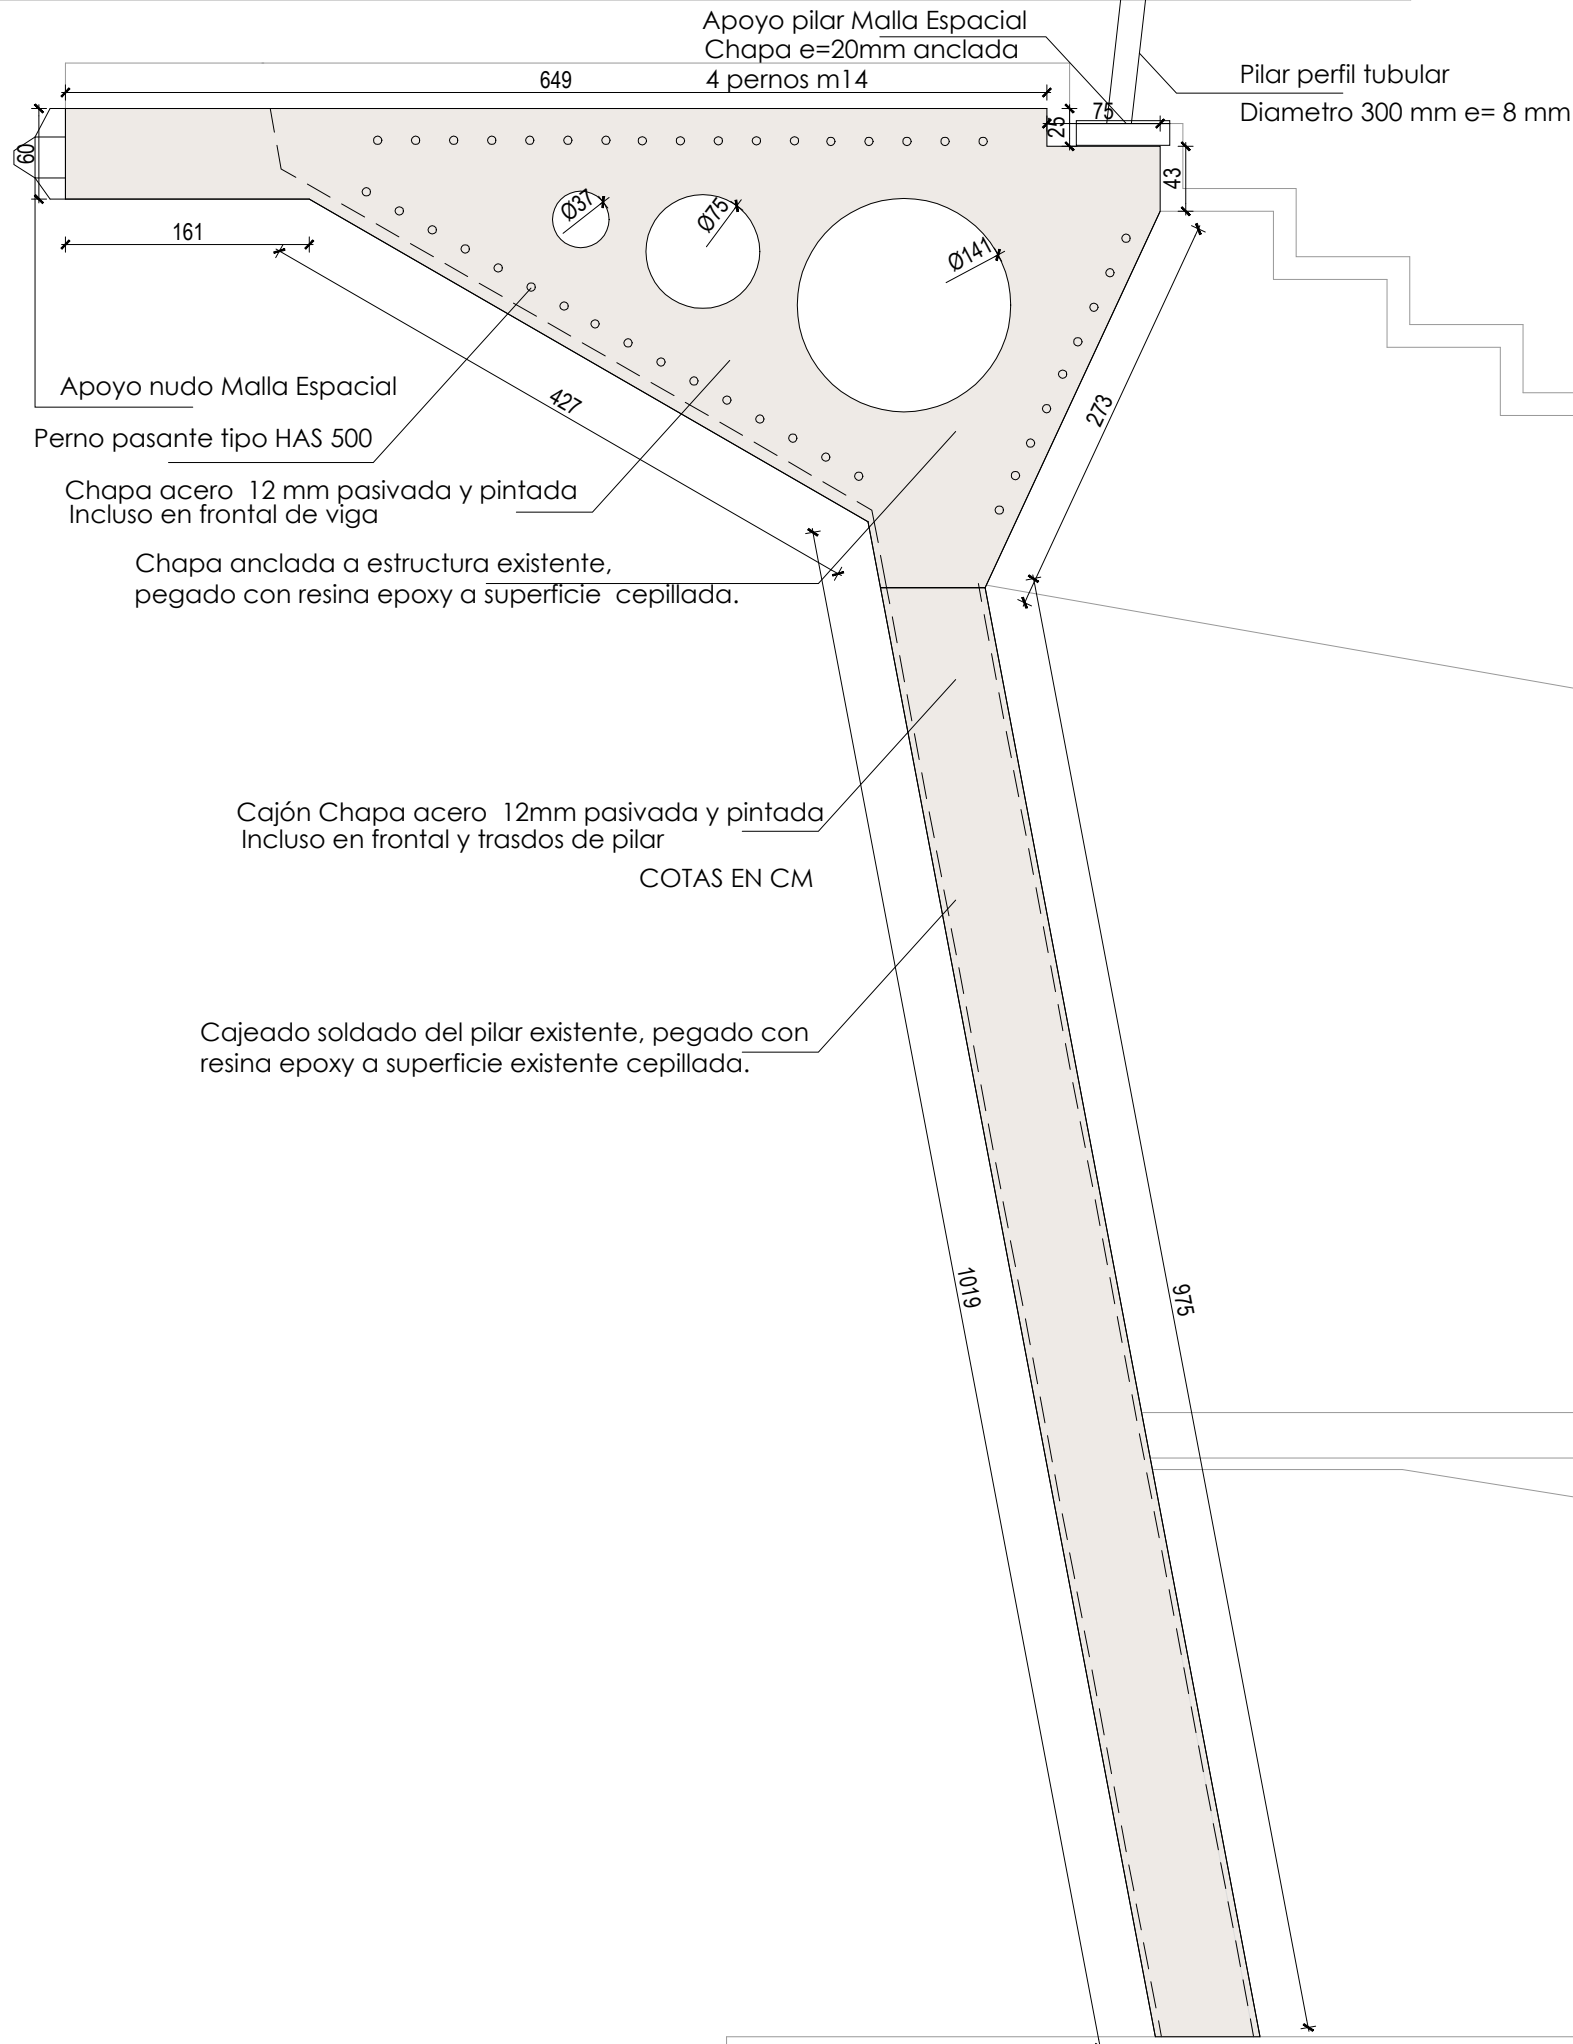 Apoyo pilar Malla Espacial
Chapa e=20mm anclada
4 pernos m14
649
Pilar perfil tubular
Diametro 300 mm e= 8 mm
75
25
60
43
161
Ø37
Ø75
Ø141
Apoyo nudo Malla Espacial
427
273
Perno pasante tipo HAS 500
Chapa acero 12 mm pasivada y pintada
Incluso en frontal de viga
Chapa anclada a estructura existente,
pegado con resina epoxy a superficie cepillada.
Cajón Chapa acero 12mm pasivada y pintada
Incluso en frontal y trasdos de pilar
COTAS EN CM
Cajeado soldado del pilar existente, pegado con
resina epoxy a superficie existente cepillada.
1019
975